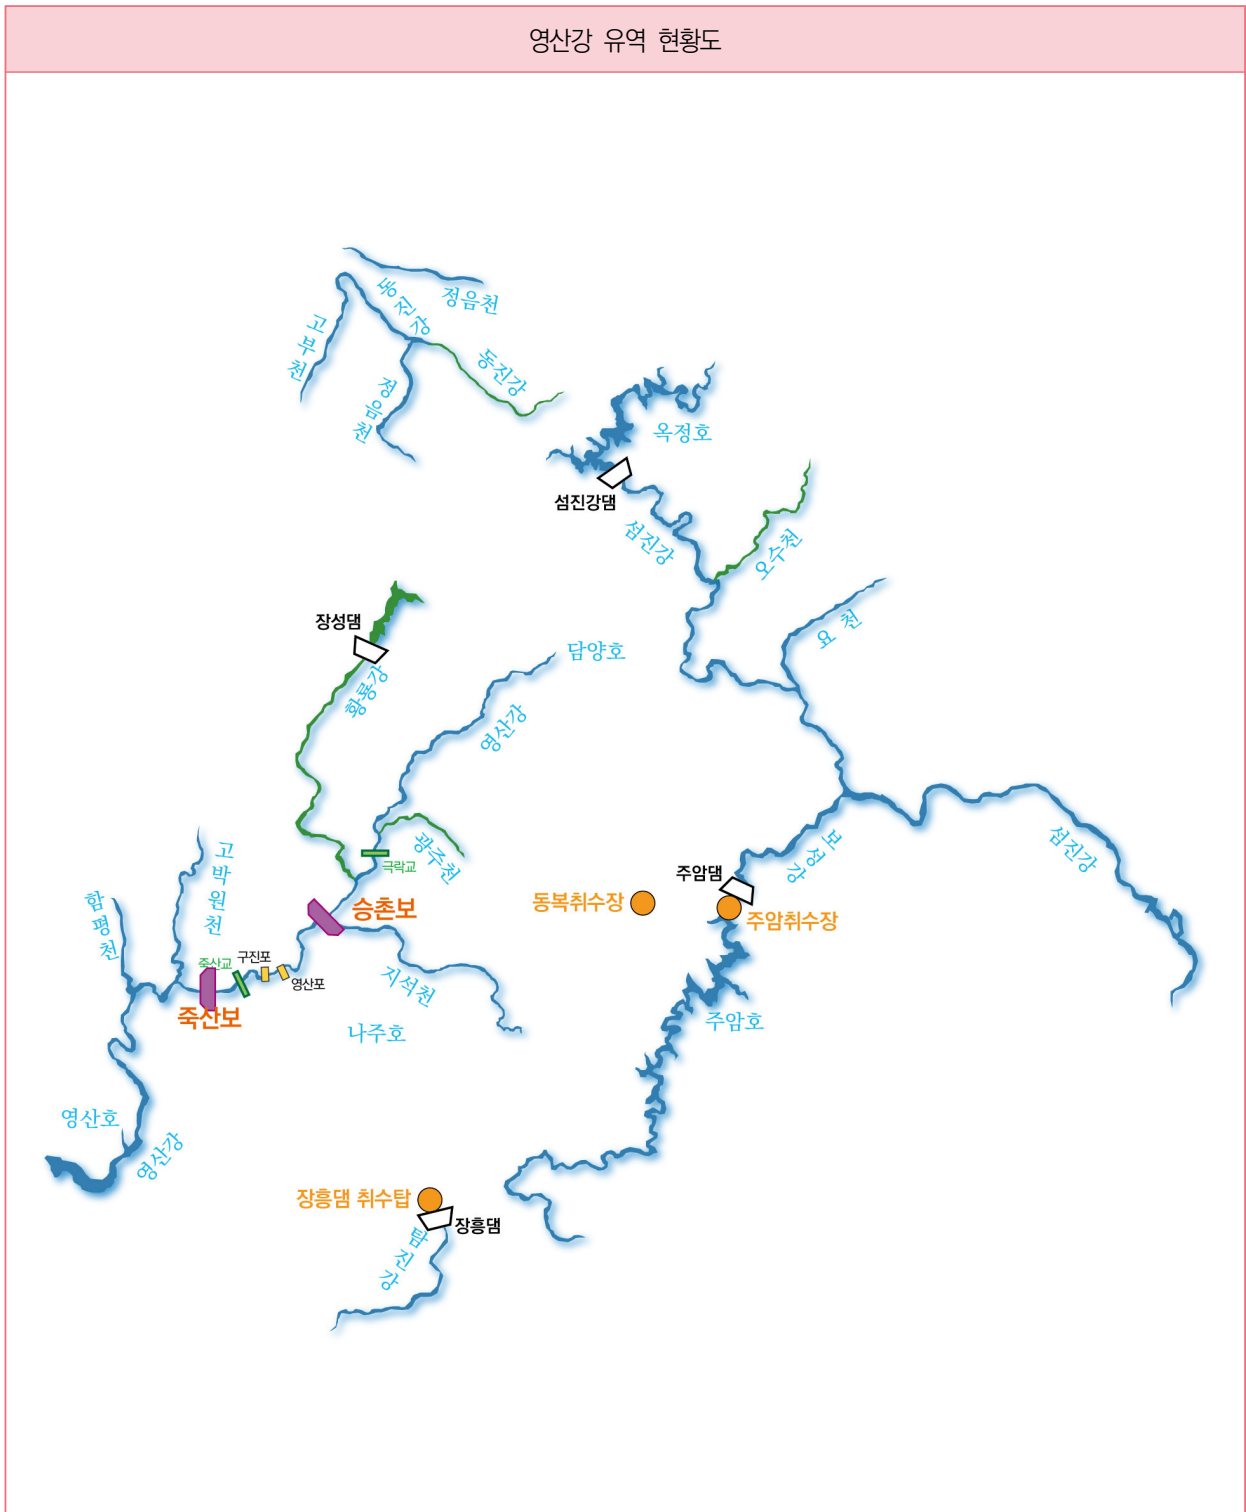 영산강 유역 현황도
정읍천
동진강
고부천
동진강
정읍천
옥정호
섬진강댐
섬진강
오수천
요 천
장성댐
황룡강
담양호
영산강
광주천
극락교
고박원천
함평천
승촌보
동복취수장
주암댐
보성강
섬진강
주암취수장
죽산교
구진포
영산포
지석천
죽산보
나주호
주암호
영산호
영산강
장흥댐 취수탑
장흥댐
탐진강